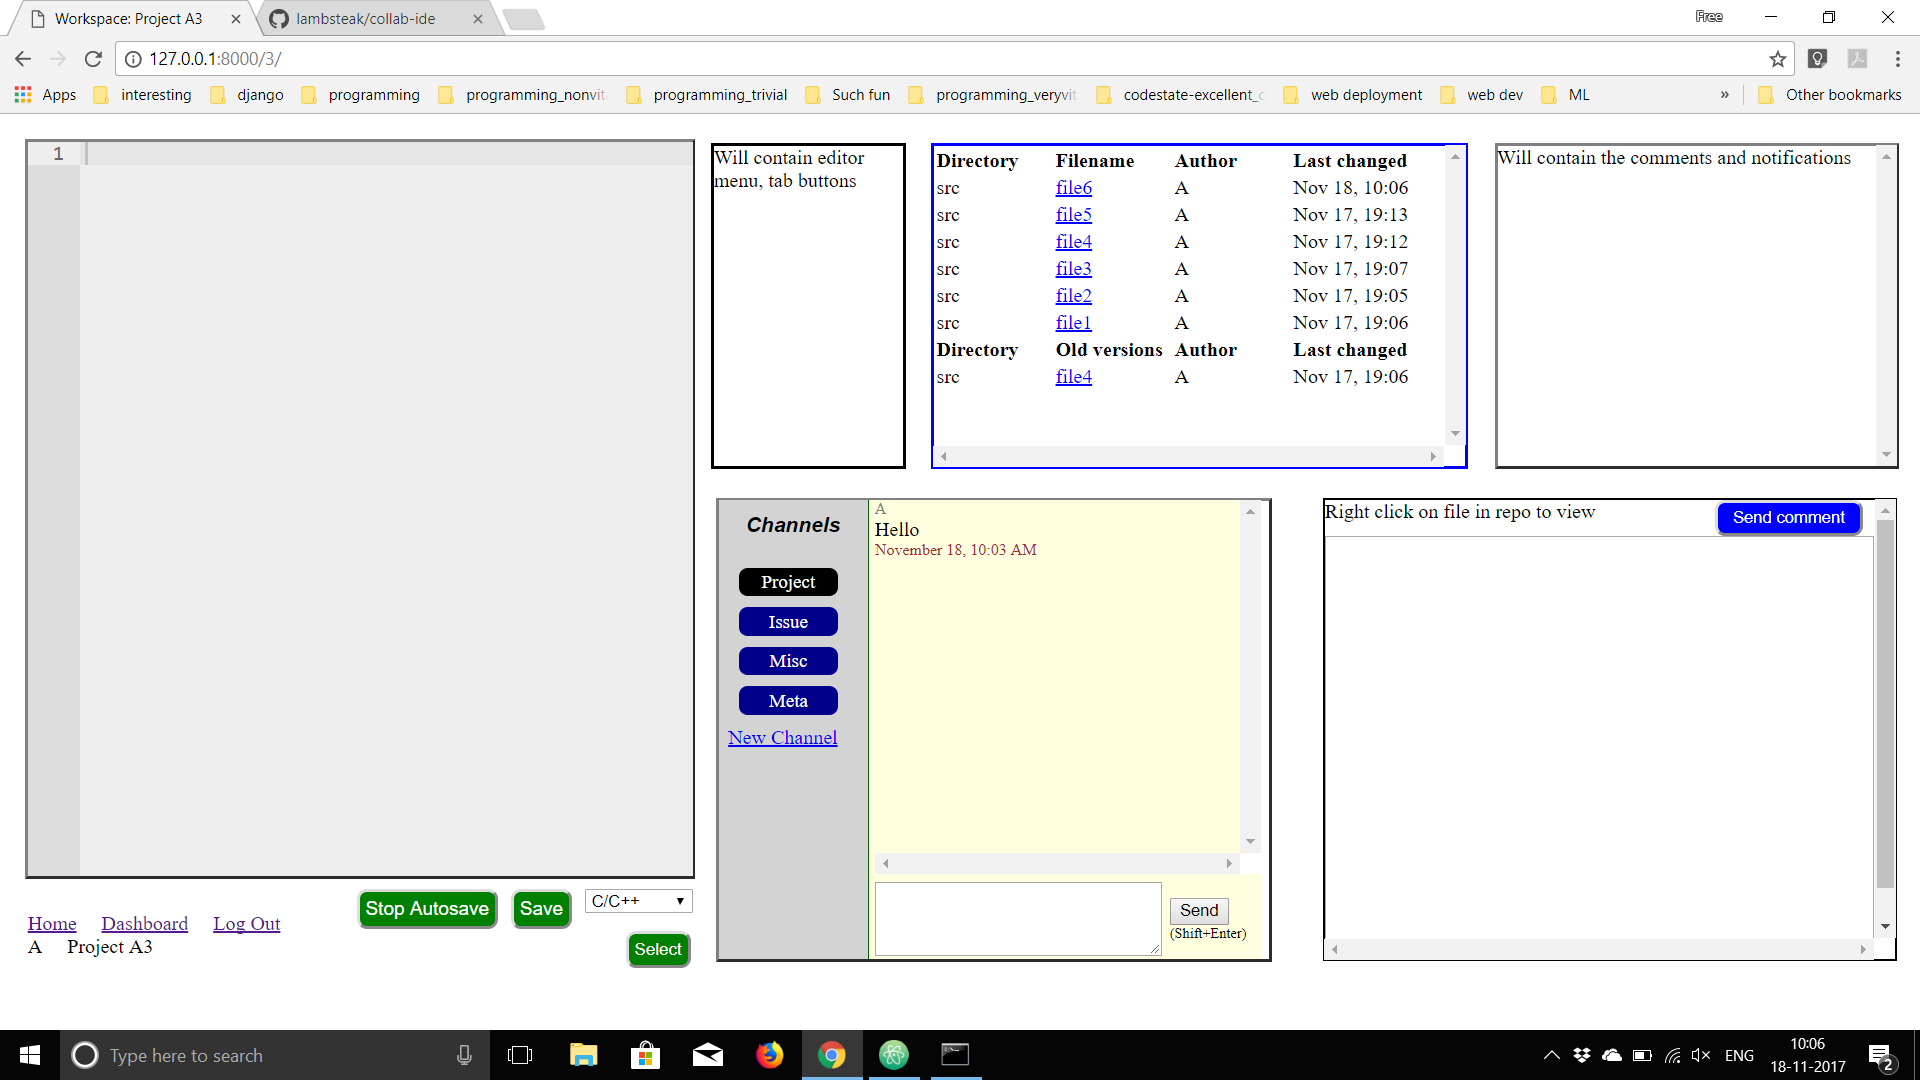 Workspace: Project A3
lambsteak/collab-ide
Free
127.0.0.1:8000/3/
Apps interesting django programming programming_nonvit programming_trivial Such fun programming_veryvit codestate-excellent_c web deployment web dev ML » Other bookmarks
1
Will contain editor
menu, tab buttons
Directory Filename Author Last changed
src file6 A Nov 18, 10:06
src file5 A Nov 17, 19:13
src file4 A Nov 17, 19:12
src file3 A Nov 17, 19:07
src file2 A Nov 17, 19:05
src file1 A Nov 17, 19:06
Directory Old versions Author Last changed
src file4 A Nov 17, 19:06
Will contain the comments and notifications
Channels
Project
Issue
Misc
Meta
New Channel
A
Hello
November 18, 10:03 AM
Send
(Shift+Enter)
Right click on file in repo to view
Send comment
Stop Autosave Save C/C++
Home Dashboard Log Out
A Project A3
Select
Type here to search
ENG
10:06
18-11-2017
2